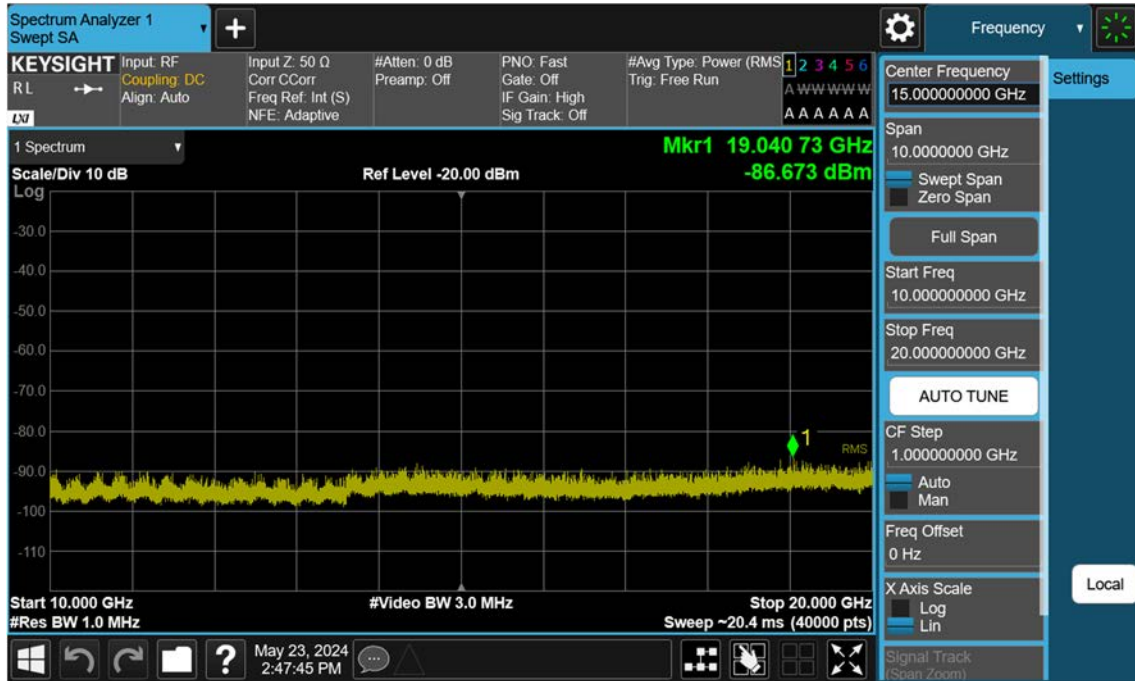 Spectrum Analyzer 1
Swept SA
Frequency
KEYSIGHT
R L
LXI
Input: RF
Coupling: DC
Align: Auto
Input Z: 50 Ω
Corr CCorr
Freq Ref: Int (S)
NFE: Adaptive
#Atten: 0 dB
Preamp: Off
PNO: Fast
Gate: Off
IF Gain: High
Sig Track: Off
#Avg Type: Power (RMS
Trig: Free Run
1 2 3 4 5 6
A W W W W W
A A A A A A
1 Spectrum
Scale/Div 10 dB
Ref Level -20.00 dBm
Mkr1 19.040 73 GHz
-86.673 dBm
Log
-30.0
-40.0
-50.0
-60.0
-70.0
-80.0
-90.0
-100
-110
1
RMS
Start 10.000 GHz
#Res BW 1.0 MHz
#Video BW 3.0 MHz
Stop 20.000 GHz
Sweep ~20.4 ms (40000 pts)
Center Frequency
15.000000000 GHz
Span
10.0000000 GHz
Swept Span
Zero Span
Full Span
Start Freq
10.000000000 GHz
Stop Freq
20.000000000 GHz
AUTO TUNE
CF Step
1.000000000 GHz
Auto
Man
Freq Offset
0 Hz
X Axis Scale
Log
Lin
Signal Track
(Span Zoom)
Settings
Local
?
May 23, 2024
2:47:45 PM